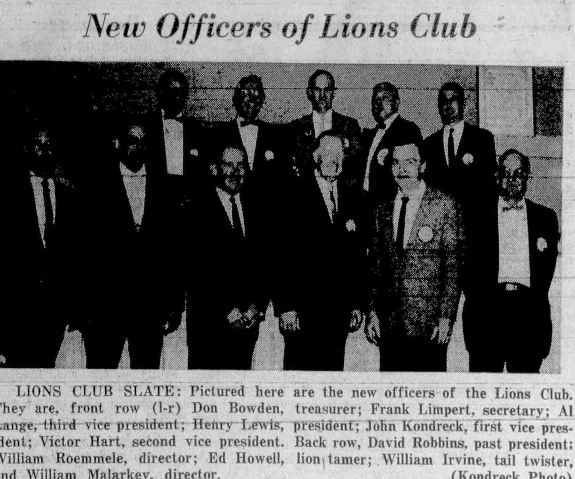 New Officers of Lions Club
LIONS CLUB SLATE: Pictured here are the new officers of the Lions Club.
They are, front row (l-r) Don Bowden, treasurer; Frank Limpert, secretary; Al
ange, third vice president; Henry Lewis, president; John Kondreck, first vice pres-
dent; Victor Hart, second vice president. Back row, David Robbins, past president;
William Roemmele, director; Ed Howell, lion tamer; William Irvine, tail twister,
nd William Malarkey, director. (Kondreck Photo)